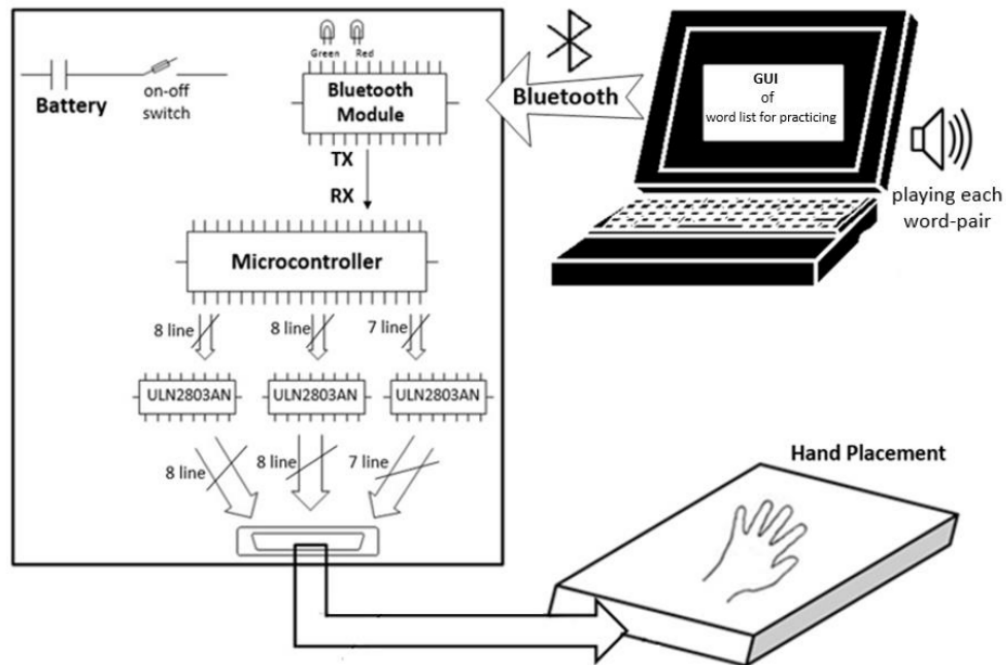 Green Red
Battery
on-off
switch
Bluetooth
Module
TX
RX
Microcontroller
8 line
8 line
7 line
ULN2803AN
ULN2803AN
ULN2803AN
8 line
8 line
7 line
Bluetooth
GUI
of
word list for practicing
playing each
word-pair
Hand Placement